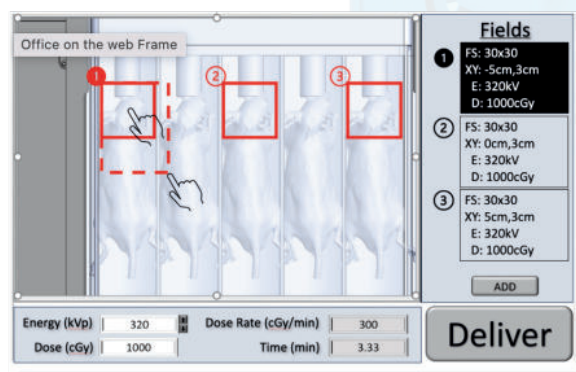 Office on the web Frame
1
2
3
Fields
1
FS: 30x30
XY: -5cm,3cm
E: 320kV
D: 1000cGy
2
FS: 30x30
XY: 0cm,3cm
E: 320kV
D: 1000cGy
3
FS: 30x30
XY: 5cm,3cm
E: 320kV
D: 1000cGy
ADD
Energy (kVp) 320 Dose Rate (cGy/min) 300
Dose (cGy) 1000 Time (min) 3.33
Deliver